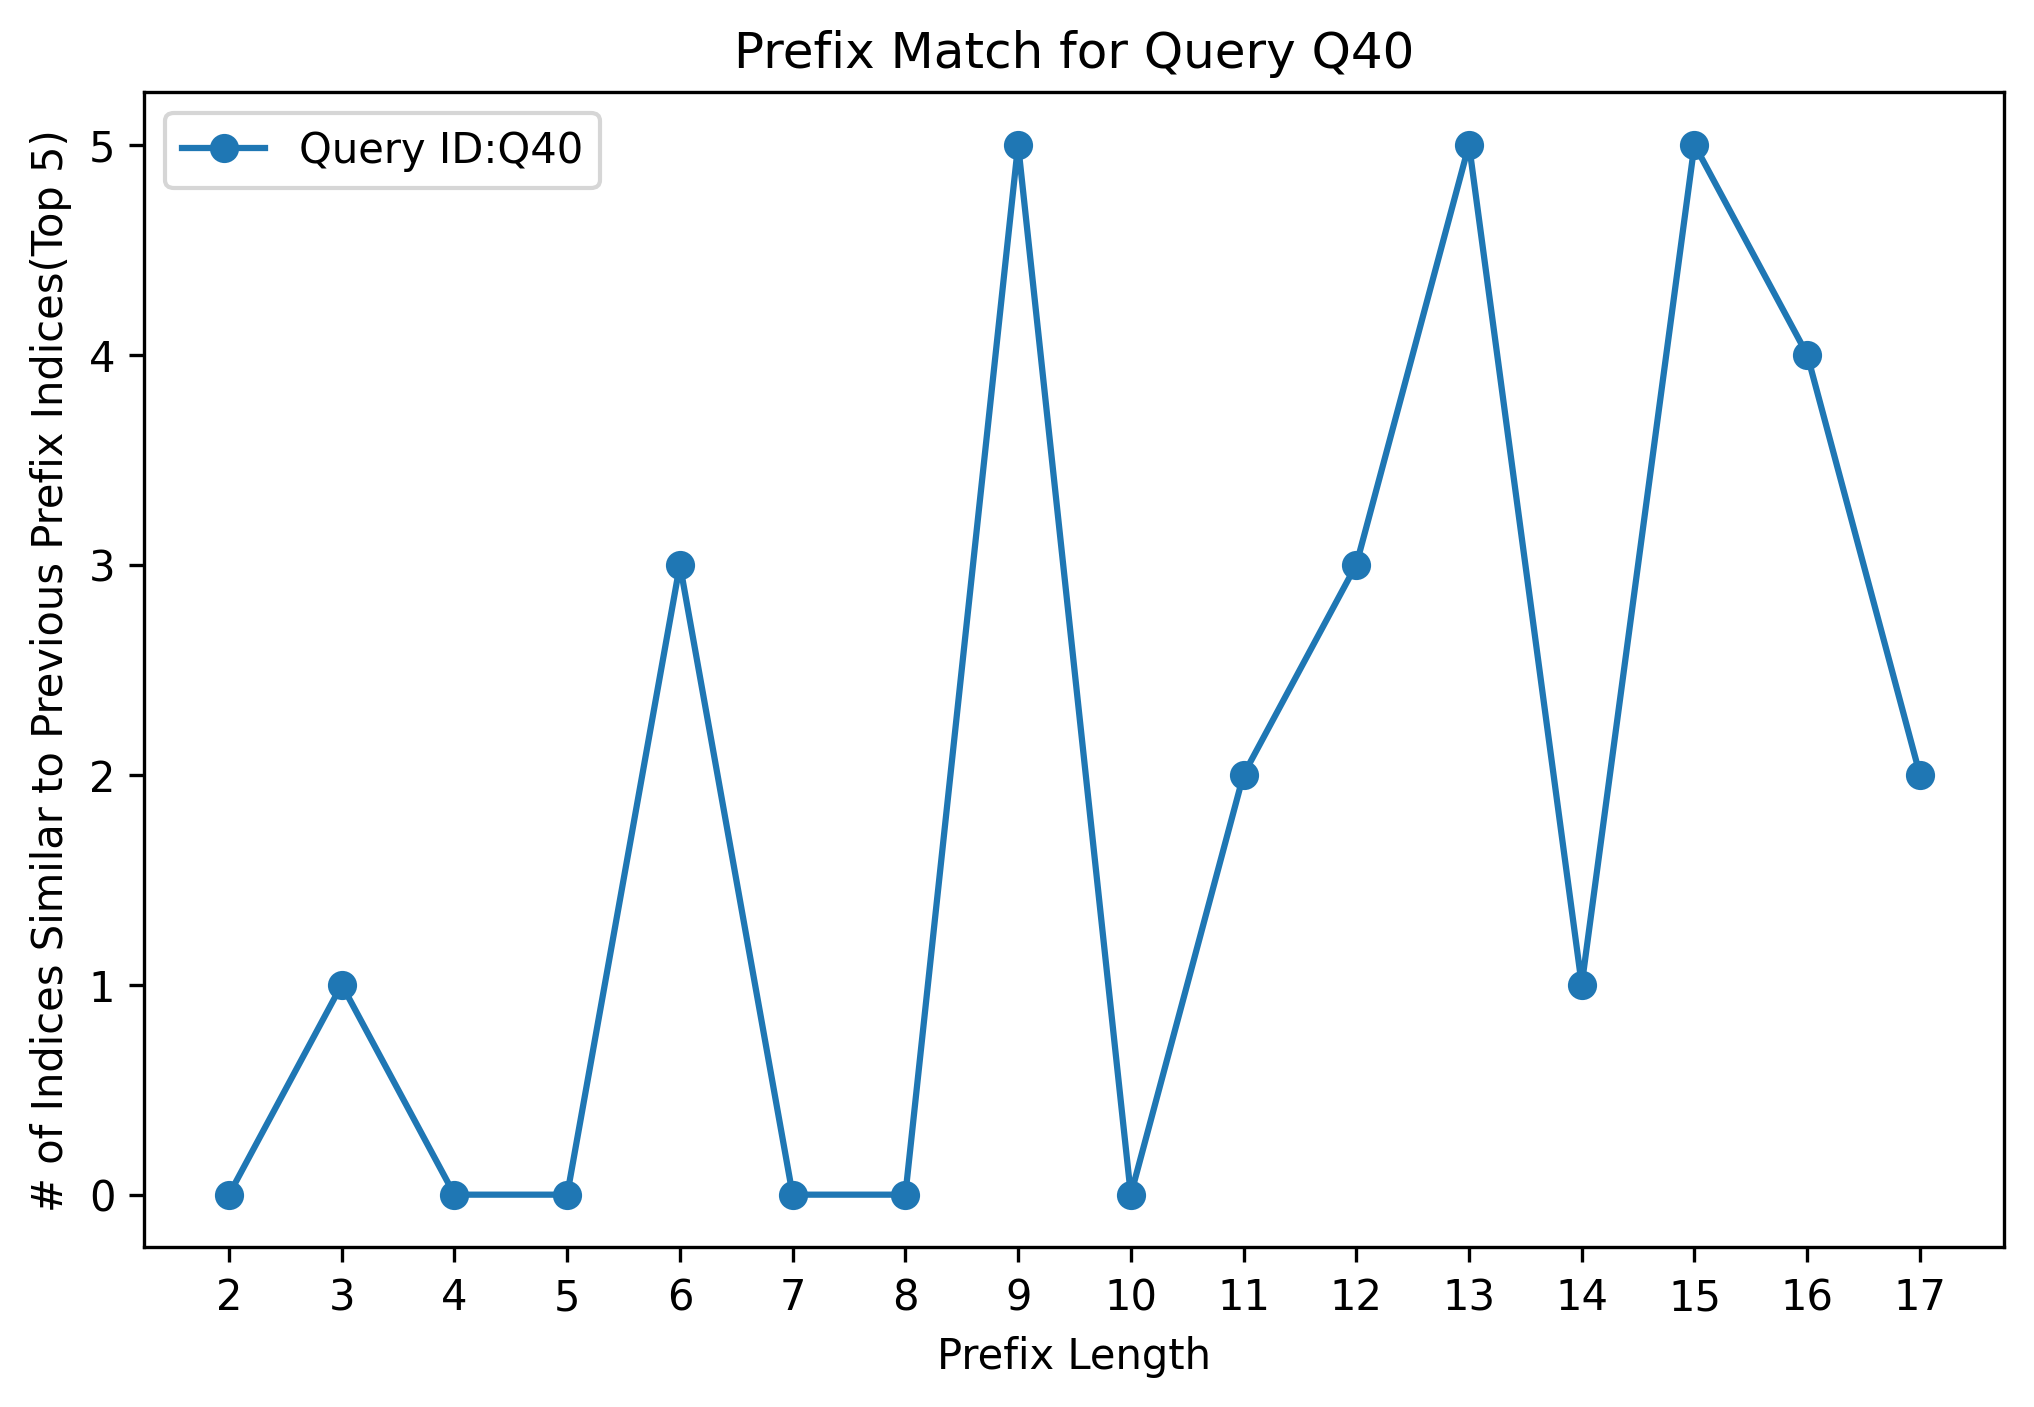 Prefix Match for Query Q40
Query ID:Q40
# of Indices Similar to Previous Prefix Indices(Top 5)
5
4
3
2
1
0
2 3 4 5 6 7 8 9 10 11 12 13 14 15 16 17
Prefix Length